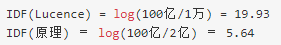 IDF(Lucence) = log(100亿/1万) = 19.93
IDF(原理) = log(100亿/2亿) = 5.64